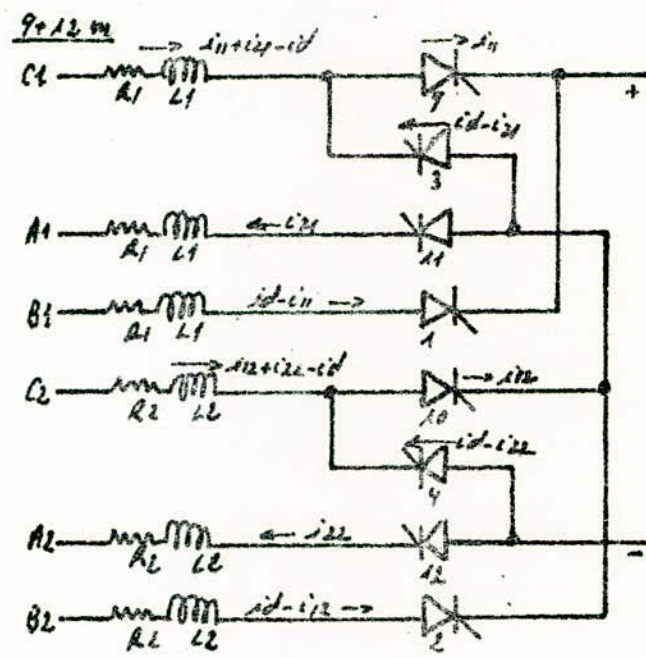 9+12 m
i11+i21-id
i11
C1
R1 L1
9
+
id-i21
3
i21
A1
R1 L1
11
id-i11
B1
R1 L1
1
i12+i22-id
i12
C2
R2 L2
10
id-i22
4
i22
A2
R2 L2
12
-
id-i12
B2
R2 L2
2